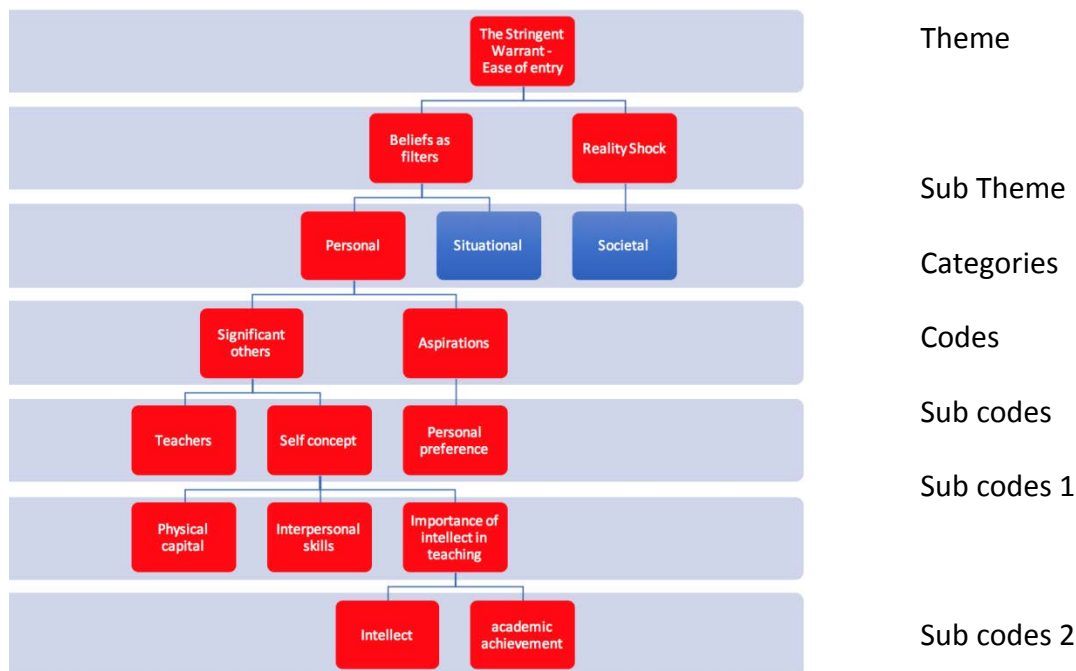 The Stringent
Warrant -
Ease of entry
Theme
Beliefs as
filters
Reality Shock
Sub Theme
Personal
Situational
Societal
Categories
Significant
others
Aspirations
Codes
Teachers
Self concept
Personal
preference
Sub codes
Sub codes 1
Physical
capital
Interpersonal
skills
Importance of
intellect in
teaching
Intellect
academic
achievement
Sub codes 2